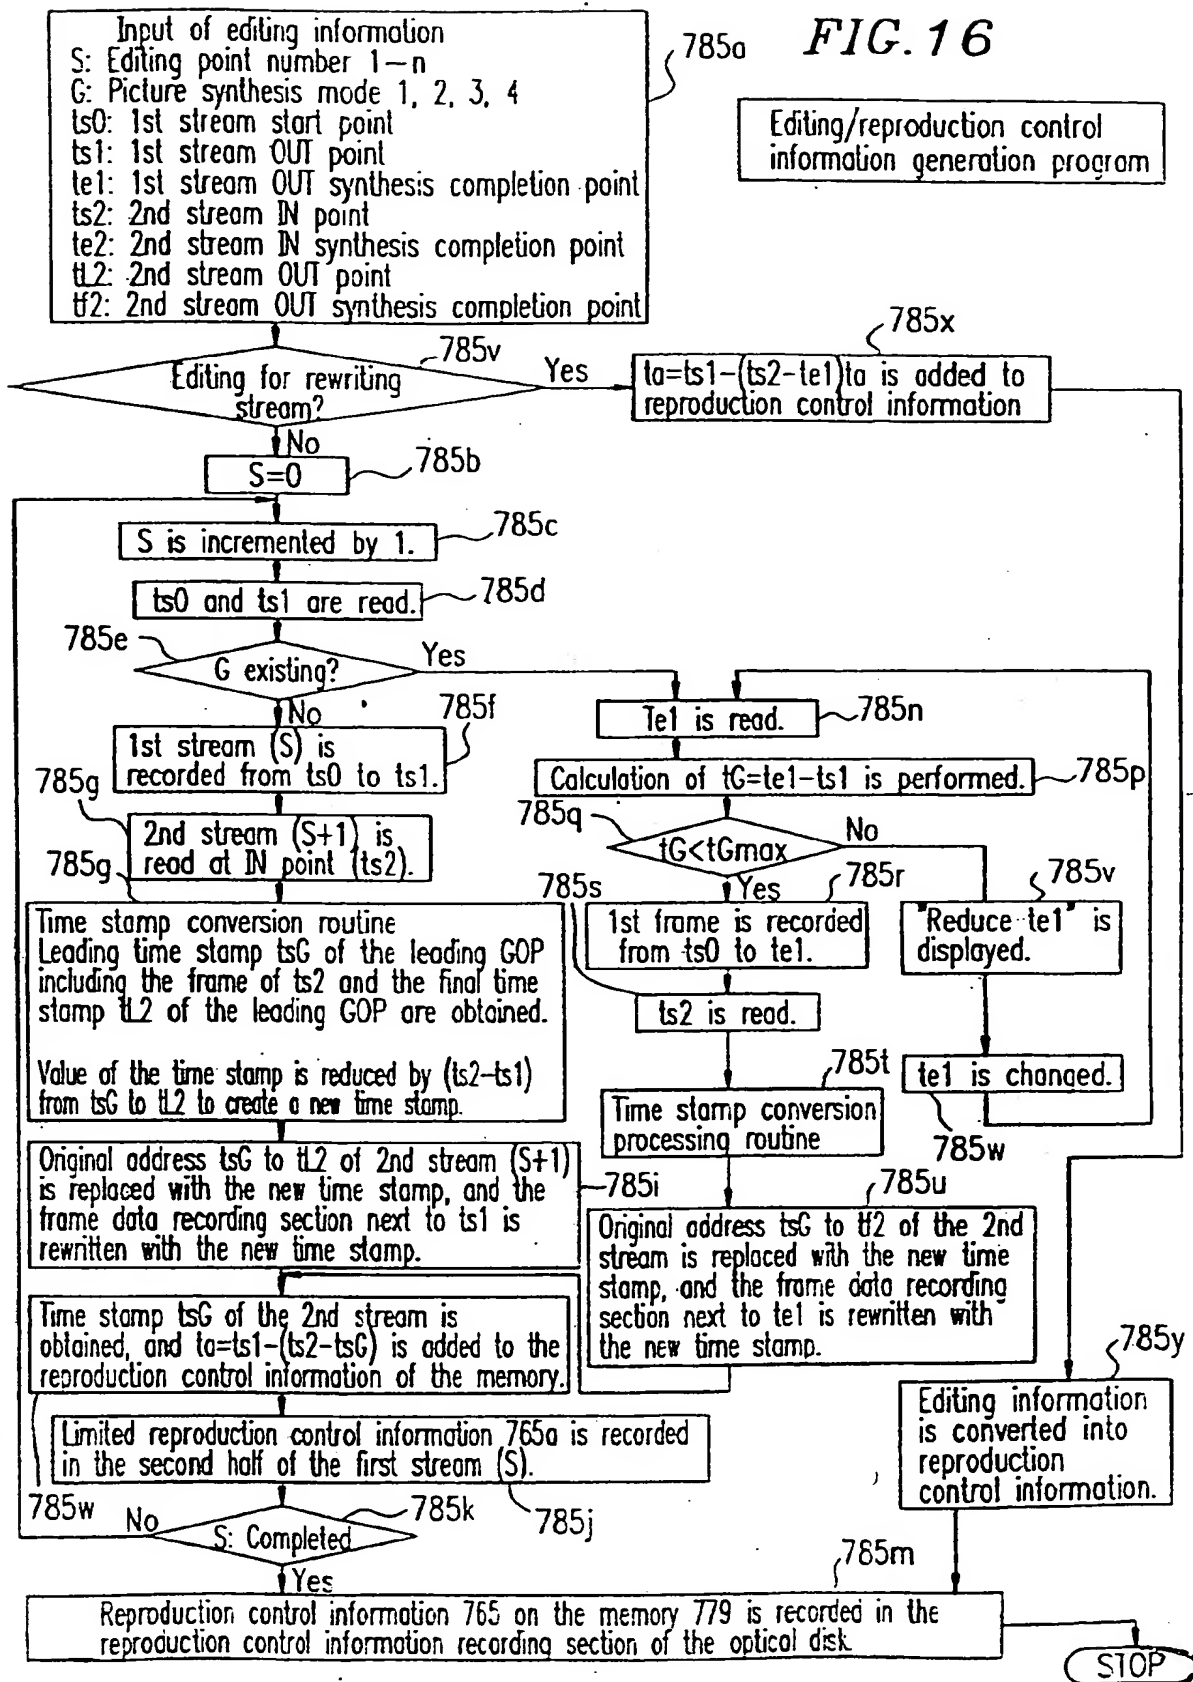 FIG.16
Input of editing information
S: Editing point number 1-n
G: Picture synthesis mode 1, 2, 3, 4
ts0: 1st stream start point
ts1: 1st stream OUT point
te1: 1st stream OUT synthesis completion point
ts2: 2nd stream IN point
te2: 2nd stream IN synthesis completion point
tL2: 2nd stream OUT point
tf2: 2nd stream OUT synthesis completion point
785a
Editing/reproduction control
information generation program
785v
Editing for rewriting
stream?
Yes
No
785x
ta=ts1-(ts2-te1)ta is added to
reproduction control information
S=0
785b
S is incremented by 1.
785c
ts0 and ts1 are read.
785d
785e
G existing?
Yes
No
785f
1st stream (S) is
recorded from ts0 to ts1.
785g
2nd stream (S+1) is
read at IN point (ts2).
785g
Time stamp conversion routine
Leading time stamp tsG of the leading GOP
including the frame of ts2 and the final time
stamp tL2 of the leading GOP are obtained.
Value of the time stamp is reduced by (ts2-ts1)
from tsG to tL2 to create a new time stamp.
Original address tsG to tL2 of 2nd stream (S+1)
is replaced with the new time stamp, and the
frame data recording section next to ts1 is
rewritten with the new time stamp.
785i
Time stamp tsG of the 2nd stream is
obtained, and ta=ts1-(ts2-tsG) is added to the
reproduction control information of the memory.
785w
Limited reproduction control information 765a is recorded
in the second half of the first stream (S).
785j
785k
S: Completed
No
Yes
Te1 is read.
785n
Calculation of tG=te1-ts1 is performed.
785p
785q
tG<tGmax
No
Yes
785r
1st frame is recorded
from ts0 to te1.
785s
ts2 is read.
785t
Time stamp conversion
processing routine
785u
Original address tsG to tf2 of the 2nd
stream is replaced with the new time
stamp, and the frame data recording
section next to te1 is rewritten with
the new time stamp.
785v
"Reduce te1" is
displayed.
te1 is changed.
785w
785y
Editing information
is converted into
reproduction
control information.
785m
Reproduction control information 765 on the memory 779 is recorded in the
reproduction control information recording section of the optical disk.
STOP